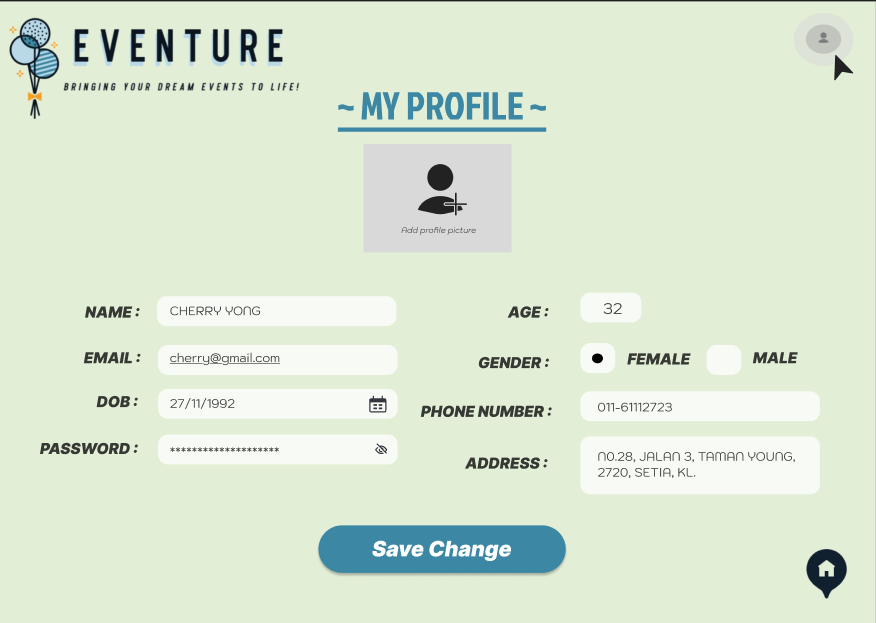 EVENTURE
BRINGING YOUR DREAM EVENTS TO LIFE!
~ MY PROFILE ~
Add profile picture
NAME : CHERRY YONG
AGE : 32
EMAIL : cherry@gmail.com
GENDER : FEMALE MALE
DOB : 27/11/1992
PHONE NUMBER : 011-61112723
PASSWORD : ********************
ADDRESS : NO.28, JALAN 3, TAMAN YOUNG,
2720, SETIA, KL.
Save Change